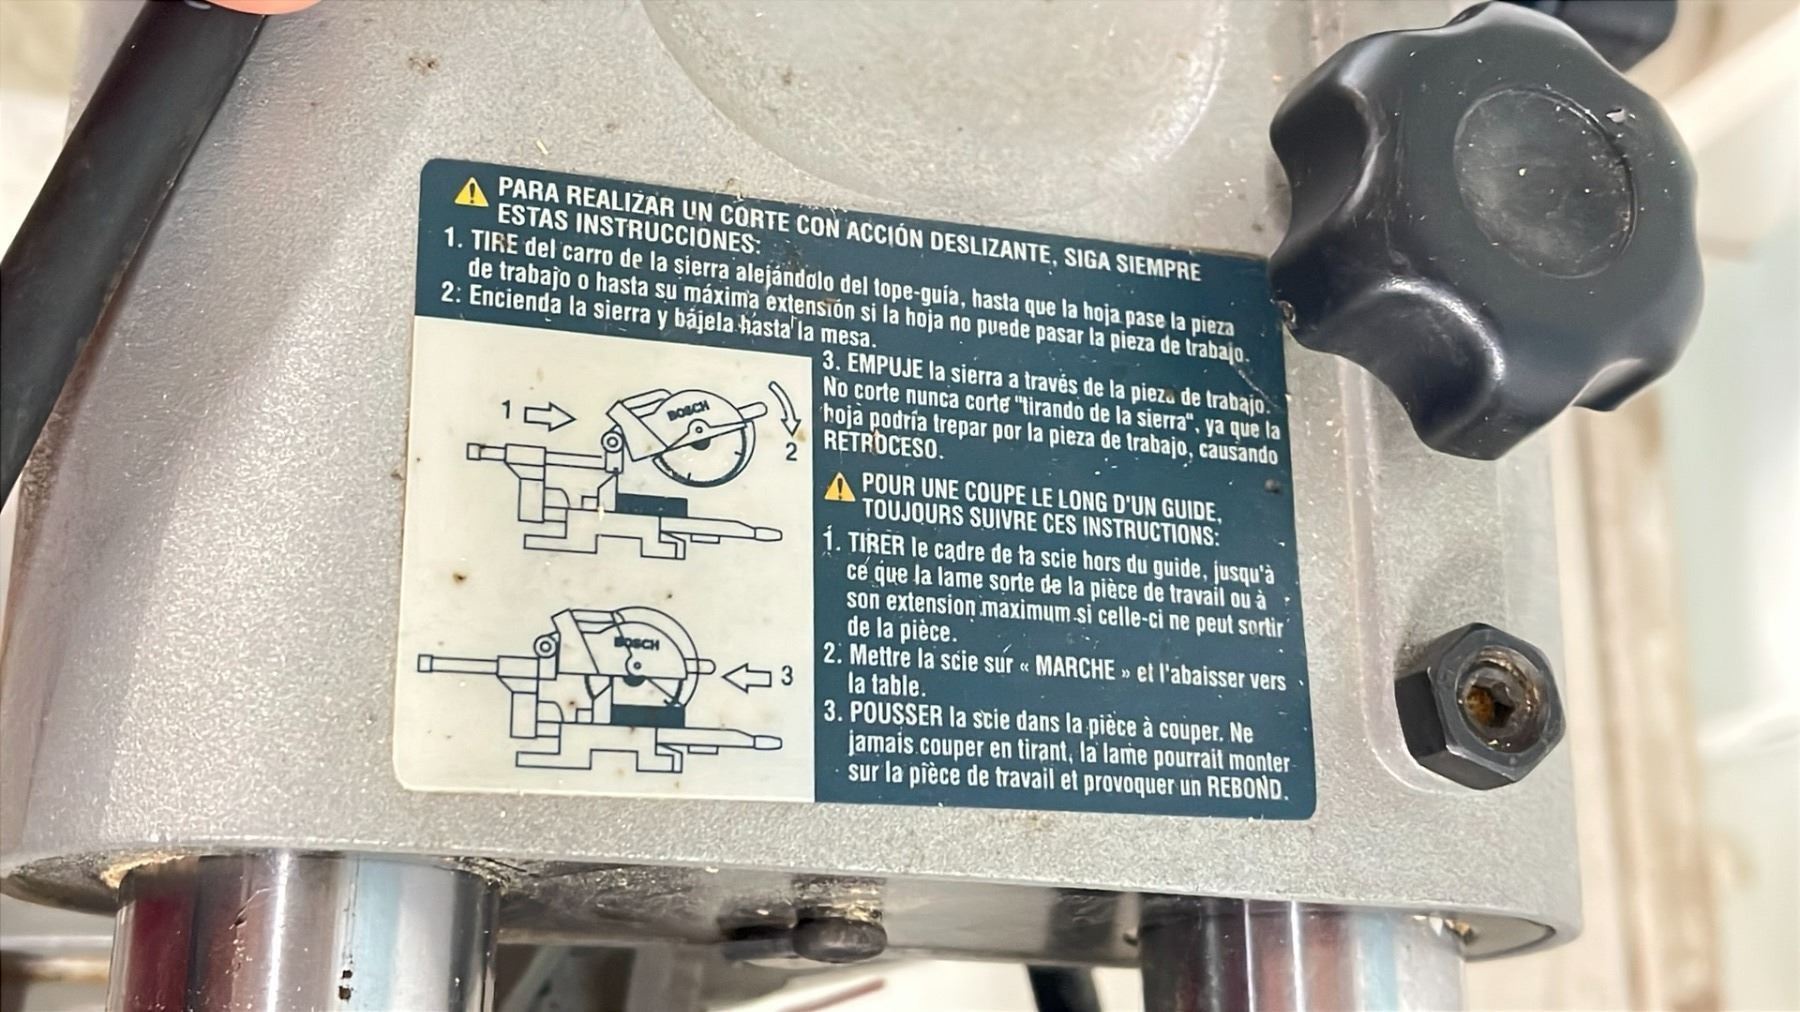 PARA REALIZAR UN CORTE CON ACCIÓN DESLIZANTE, SIGA SIEMPRE
ESTAS INSTRUCCIONES:
1. TIRE del carro de la sierra alejándolo del tope-guía, hasta que la hoja pase la pieza
de trabajo o hasta su máxima extensión si la hoja no puede pasar la pieza de trabajo.
2. Encienda la sierra y bájela hasta la mesa.
3. EMPUJE la sierra a través de la pieza de trabajo.
No corte nunca corte "tirando de la sierra", ya que la
hoja podría trepar por la pieza de trabajo, causando
RETROCESO.
1
BOSCH
2
BOSCH
3
POUR UNE COUPE LE LONG D'UN GUIDE,
TOUJOURS SUIVRE CES INSTRUCTIONS:
1. TIRER le cadre de la scie hors du guide, jusqu'à
ce que la lame sorte de la pièce de travail ou à
son extension maximum si celle-ci ne peut sortir
de la pièce.
2. Mettre la scie sur « MARCHE » et l'abaisser vers
la table.
3. POUSSER la scie dans la pièce à couper. Ne
jamais couper en tirant, la lame pourrait monter
sur la pièce de travail et provoquer un REBOND.